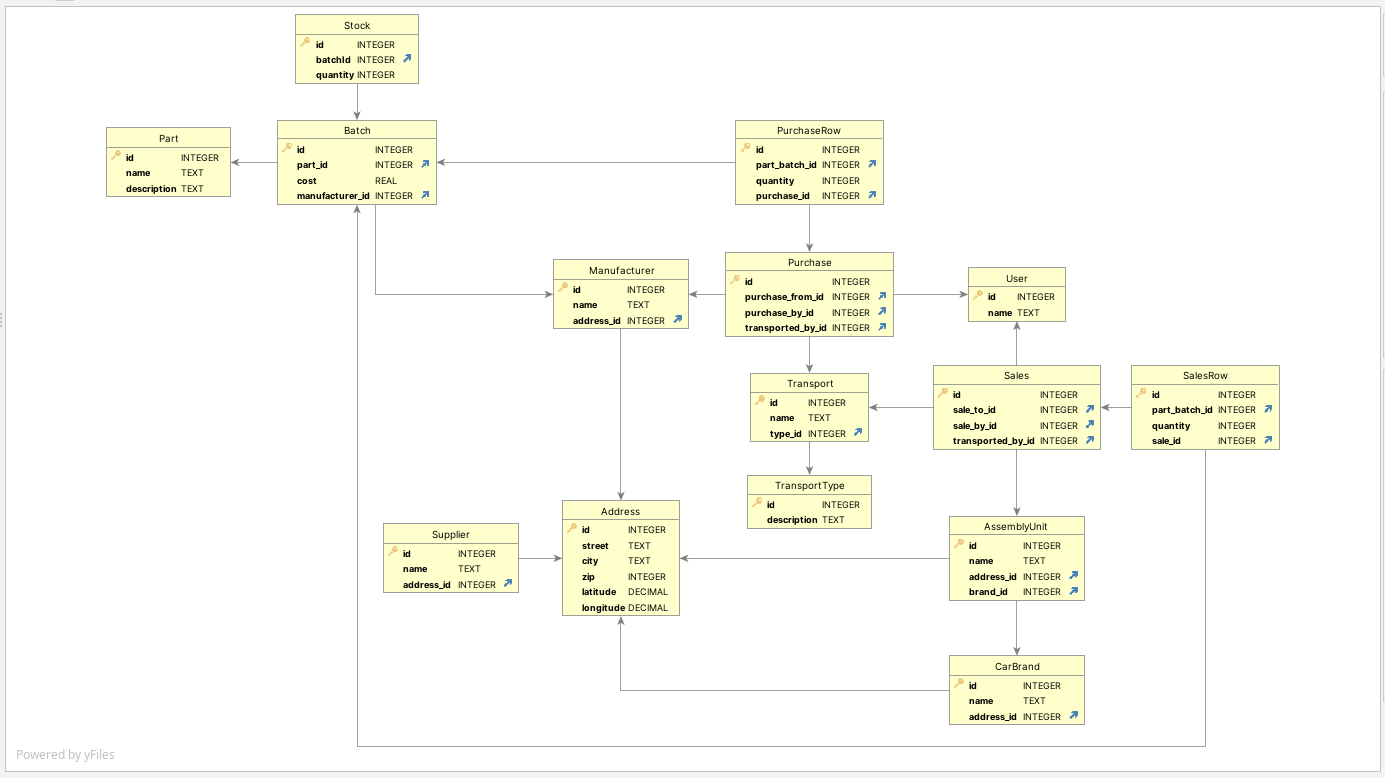 Stock
id INTEGER
batchId INTEGER
quantity INTEGER
Part
id INTEGER
name TEXT
description TEXT
Batch
id INTEGER
part_id INTEGER
cost REAL
manufacturer_id INTEGER
PurchaseRow
id INTEGER
part_batch_id INTEGER
quantity INTEGER
purchase_id INTEGER
Manufacturer
id INTEGER
name TEXT
address_id INTEGER
Purchase
id INTEGER
purchase_from_id INTEGER
purchase_by_id INTEGER
transported_by_id INTEGER
User
id INTEGER
name TEXT
Transport
id INTEGER
name TEXT
type_id INTEGER
Sales
id INTEGER
sale_to_id INTEGER
sale_by_id INTEGER
transported_by_id INTEGER
SalesRow
id INTEGER
part_batch_id INTEGER
quantity INTEGER
sale_id INTEGER
TransportType
id INTEGER
description TEXT
Supplier
id INTEGER
name TEXT
address_id INTEGER
Address
id INTEGER
street TEXT
city TEXT
zip INTEGER
latitude DECIMAL
longitude DECIMAL
AssemblyUnit
id INTEGER
name TEXT
address_id INTEGER
brand_id INTEGER
CarBrand
id INTEGER
name TEXT
address_id INTEGER
Powered by yFiles